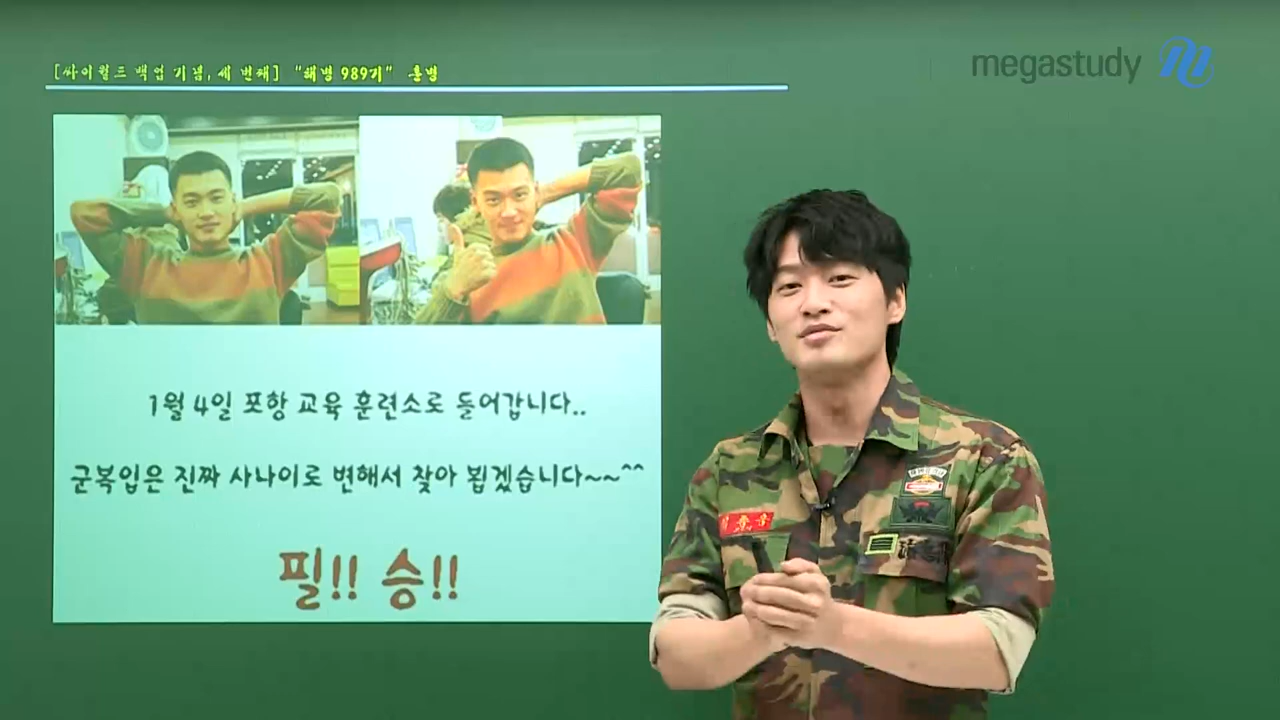 [싸이월드 백업 기념, 세 번째] "해병 989기" 훈병
megastudy
1월 4일 포항 교육 훈련소로 들어갑니다..
군복입은 진짜 사나이로 변해서 찾아 뵙겠습니다~~^^
필!! 승!!